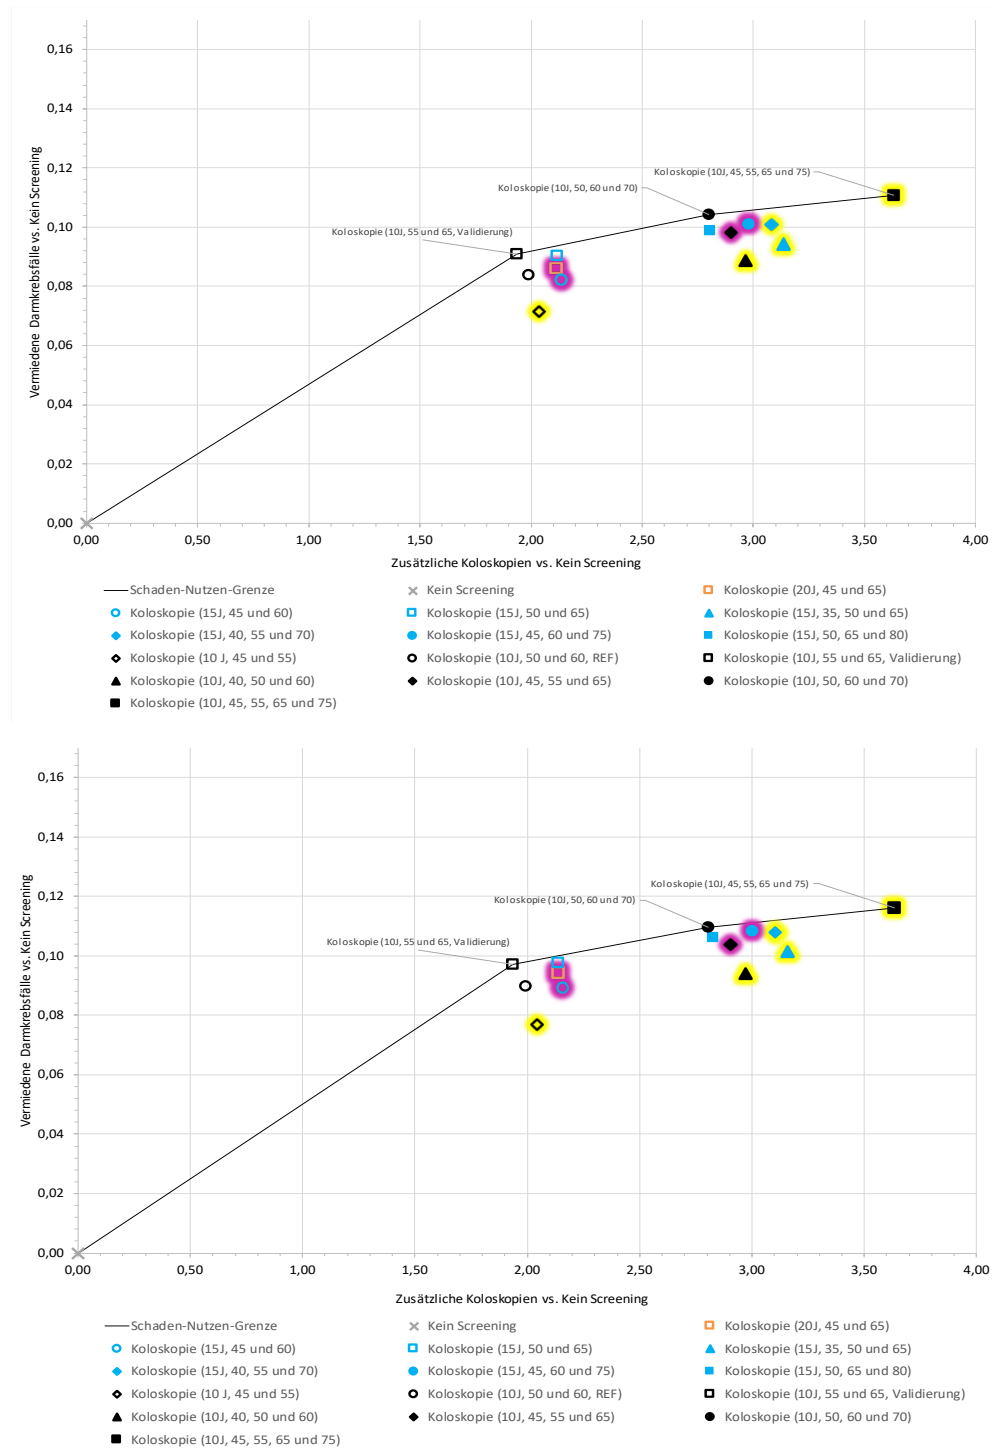 0,16
0,14
0,12
0,10
0,08
0,06
0,04
0,02
0,00
Vermiedene Darmkrebsfälle vs. Kein Screening
Koloskopie (10J, 45, 55, 65 und 75)
Koloskopie (10J, 50, 60 und 70)
Koloskopie (10J, 55 und 65, Validierung)
0,00 0,50 1,00 1,50 2,00 2,50 3,00 3,50 4,00
Zusätzliche Koloskopien vs. Kein Screening
Schaden-Nutzen-Grenze Kein Screening Koloskopie (20J, 45 und 65)
Koloskopie (15J, 45 und 60) Koloskopie (15J, 50 und 65) Koloskopie (15J, 35, 50 und 65)
Koloskopie (15J, 40, 55 und 70) Koloskopie (15J, 45, 60 und 75) Koloskopie (15J, 50, 65 und 80)
Koloskopie (10 J, 45 und 55) Koloskopie (10J, 50 und 60, REF) Koloskopie (10J, 55 und 65, Validierung)
Koloskopie (10J, 40, 50 und 60) Koloskopie (10J, 45, 55 und 65) Koloskopie (10J, 50, 60 und 70)
Koloskopie (10J, 45, 55, 65 und 75)
0,16
0,14
0,12
0,10
0,08
0,06
0,04
0,02
0,00
Vermiedene Darmkrebsfälle vs. Kein Screening
Koloskopie (10J, 45, 55, 65 und 75)
Koloskopie (10J, 50, 60 und 70)
Koloskopie (10J, 55 und 65, Validierung)
0,00 0,50 1,00 1,50 2,00 2,50 3,00 3,50 4,00
Zusätzliche Koloskopien vs. Kein Screening
Schaden-Nutzen-Grenze Kein Screening Koloskopie (20J, 45 und 65)
Koloskopie (15J, 45 und 60) Koloskopie (15J, 50 und 65) Koloskopie (15J, 35, 50 und 65)
Koloskopie (15J, 40, 55 und 70) Koloskopie (15J, 45, 60 und 75) Koloskopie (15J, 50, 65 und 80)
Koloskopie (10 J, 45 und 55) Koloskopie (10J, 50 und 60, REF) Koloskopie (10J, 55 und 65, Validierung)
Koloskopie (10J, 40, 50 und 60) Koloskopie (10J, 45, 55 und 65) Koloskopie (10J, 50, 60 und 70)
Koloskopie (10J, 45, 55, 65 und 75)